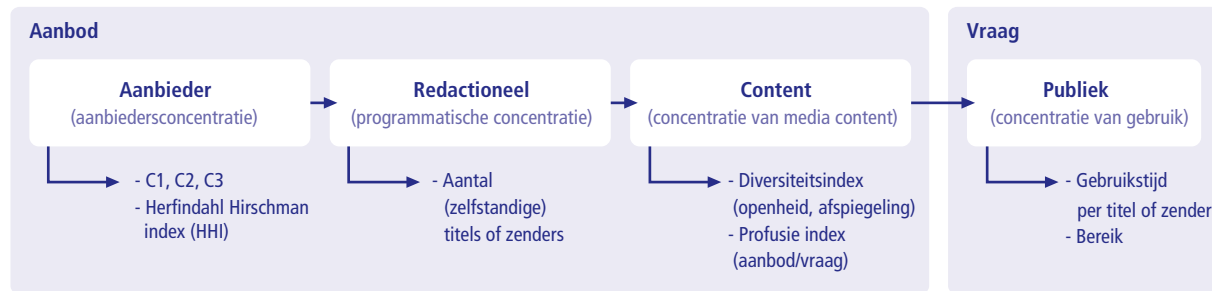 Aanbod
Aanbieder
(aanbiedersconcentratie)
- C1, C2, C3
- Herfindahl Hirschman
index (HHI)
Redactioneel
(programmatische concentratie)
- Aantal
(zelfstandige)
titels of zenders
Content
(concentratie van media content)
- Diversiteitsindex
(openheid, afspiegeling)
- Profusie index
(aanbod/vraag)
Vraag
Publiek
(concentratie van gebruik)
- Gebruikstijd
per titel of zender
- Bereik